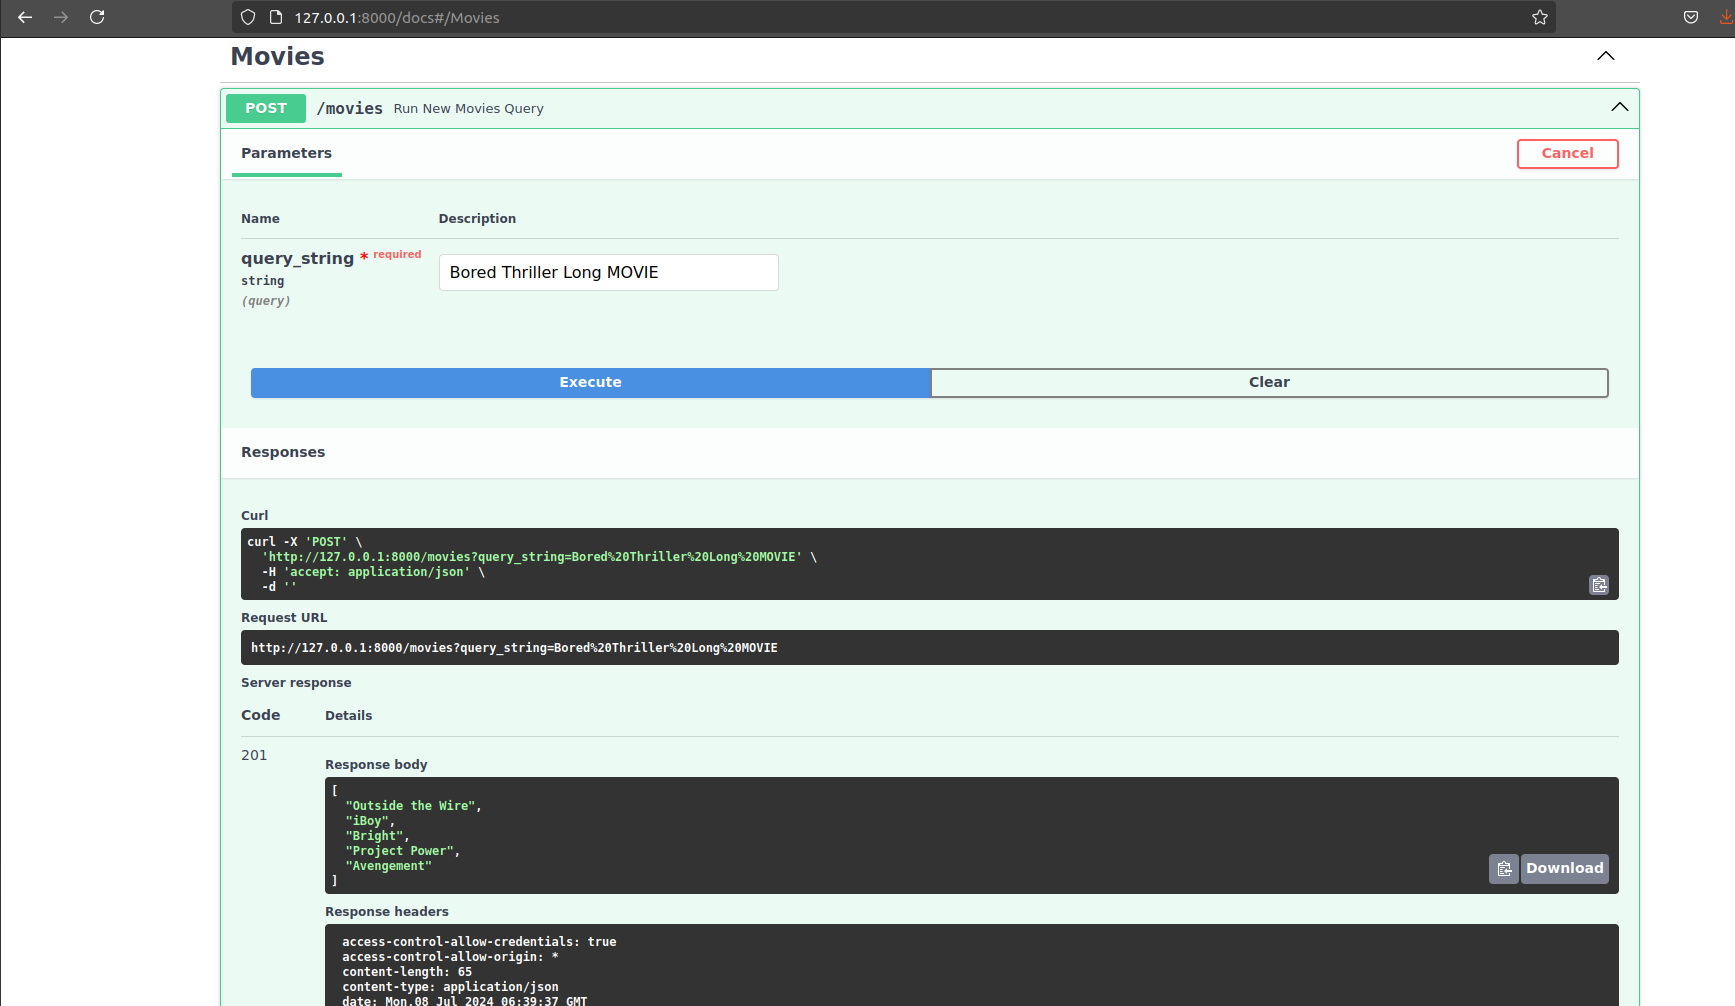 127.0.0.1:8000/docs#/Movies
Movies
POST /movies Run New Movies Query
Parameters
Cancel
Name Description
query_string * required
string
(query)
Bored Thriller Long MOVIE
Execute Clear
Responses
Curl
curl -X 'POST' \
'http://127.0.0.1:8000/movies?query_string=Bored%20Thriller%20Long%20MOVIE' \
-H 'accept: application/json' \
-d ''
Request URL
http://127.0.0.1:8000/movies?query_string=Bored%20Thriller%20Long%20MOVIE
Server response
Code Details
201
Response body
[
"Outside the Wire",
"iBoy",
"Bright",
"Project Power",
"Avengement"
]
Download
Response headers
access-control-allow-credentials: true
access-control-allow-origin: *
content-length: 65
content-type: application/json
date: Mon,08 Jul 2024 06:39:37 GMT